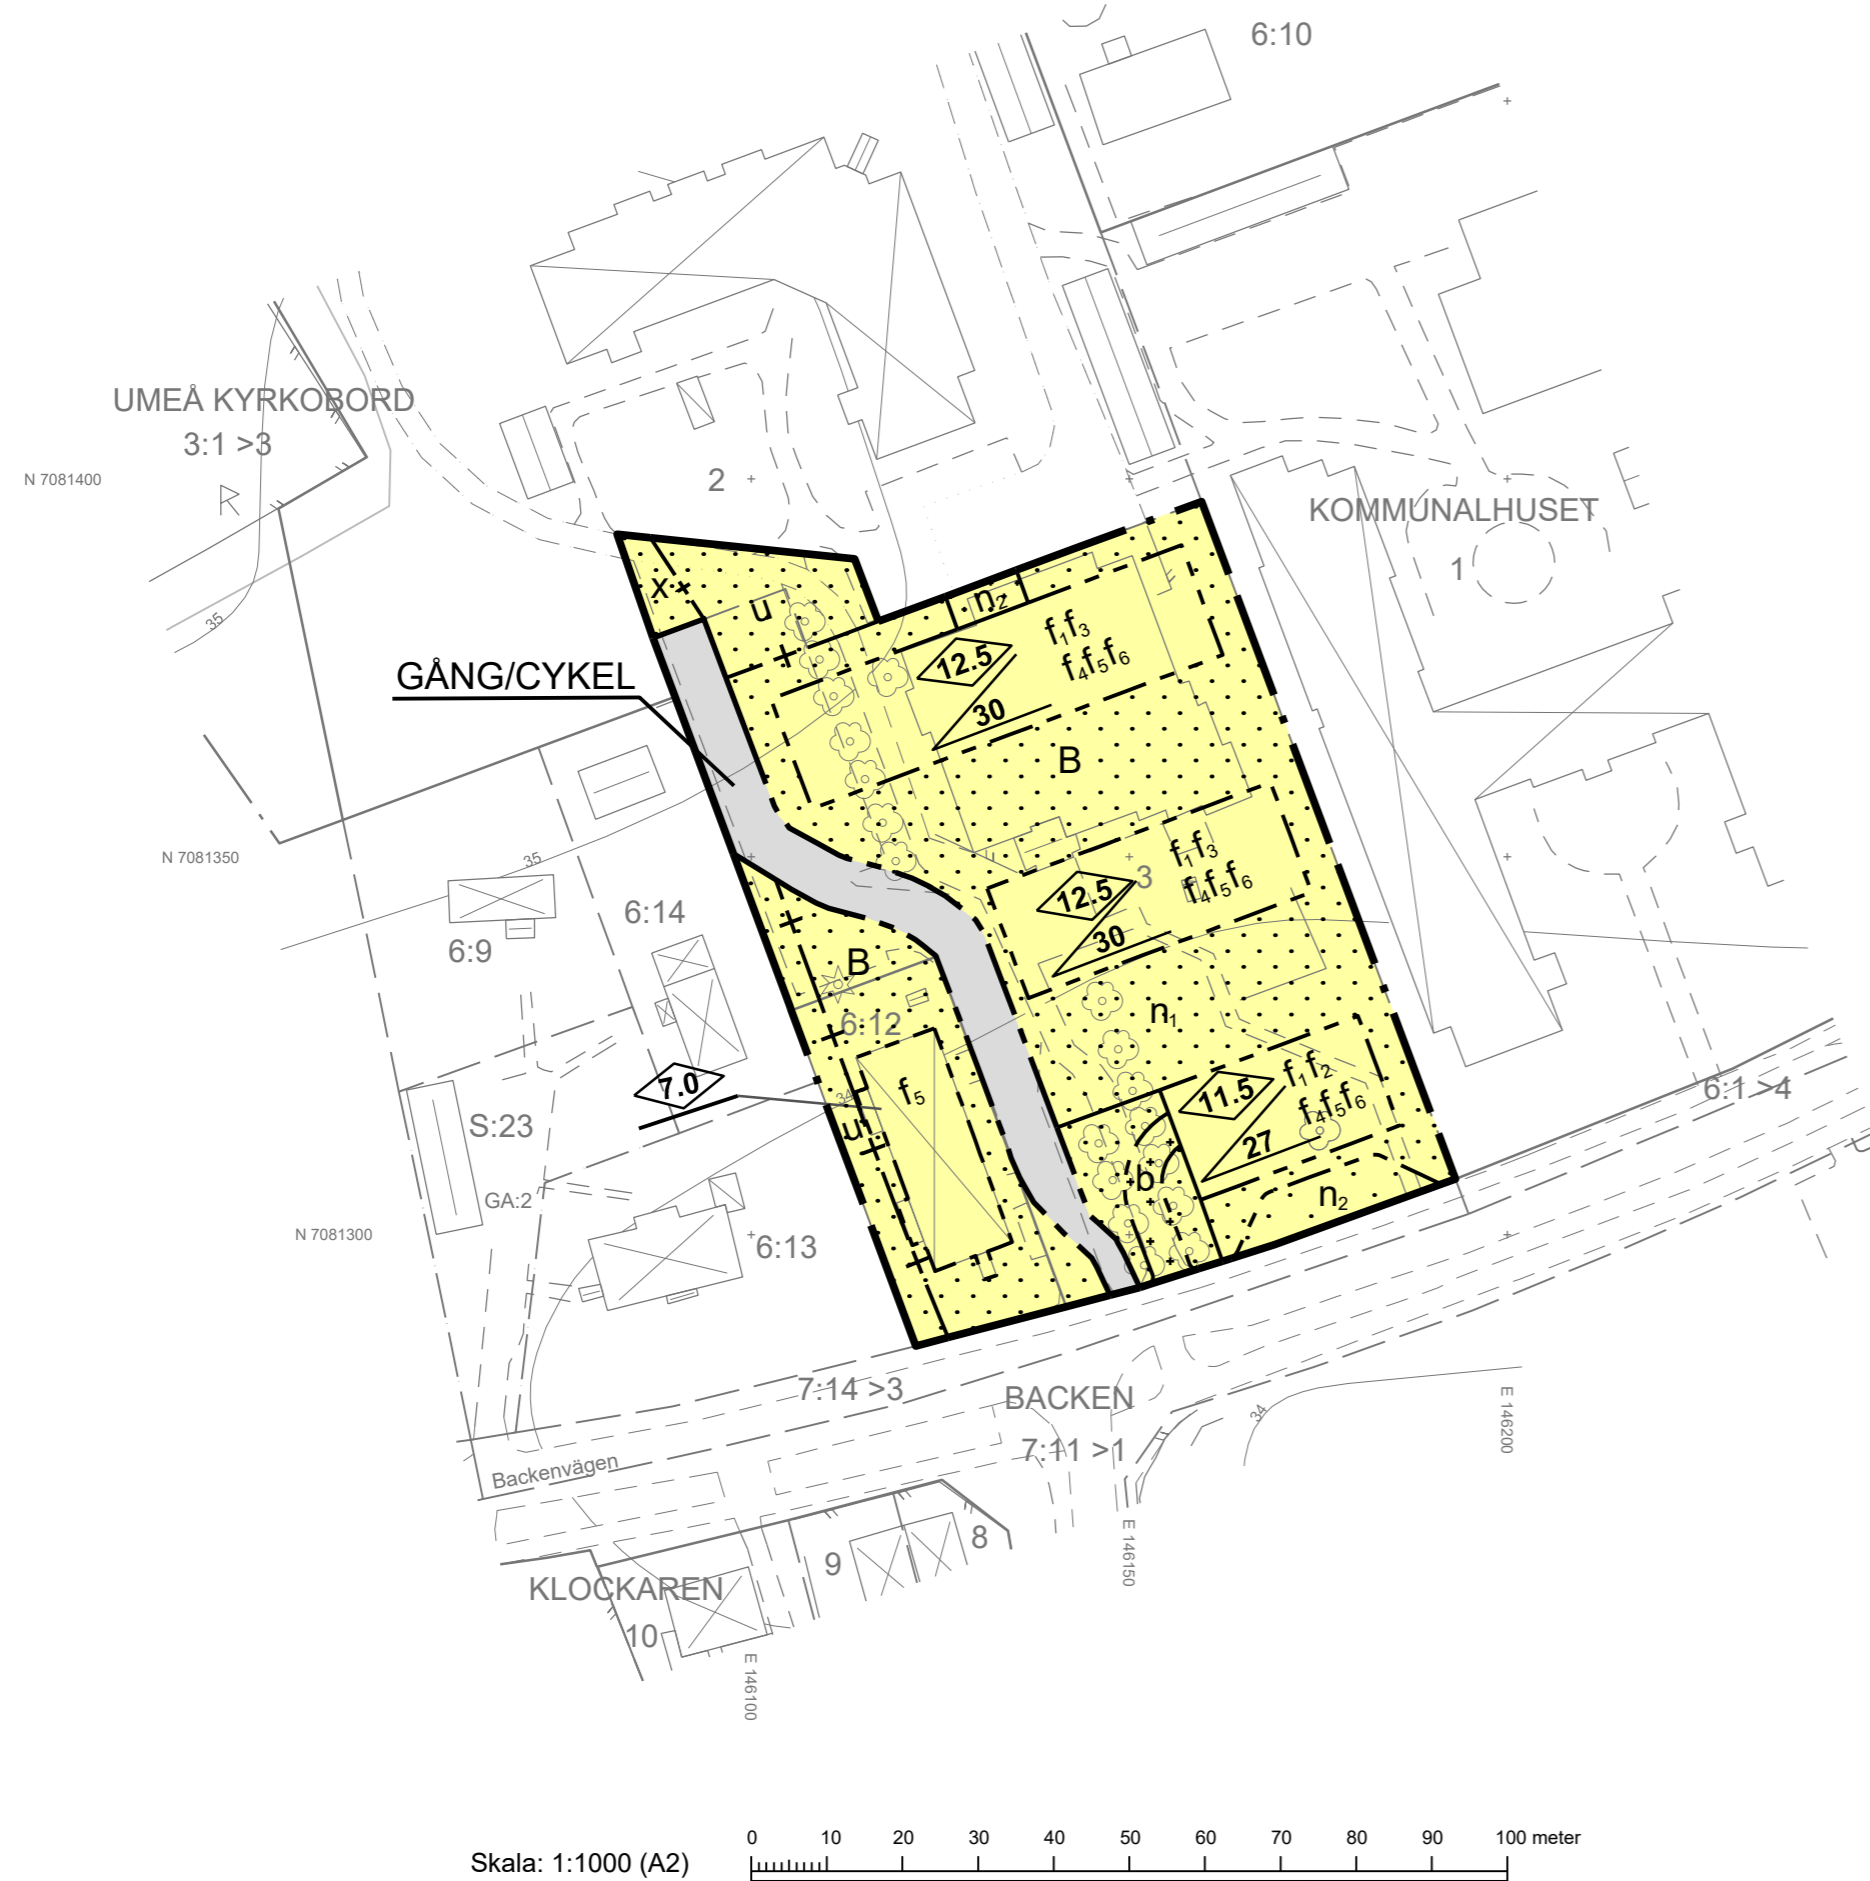 6:10
UMEÅ KYRKOBORD
3:1 >3
N 7081400
R
35
2
KOMMUNALHUSET
1
x
u
n₂
GÅNG/CYKEL
12.5
30
f₁f₃
f₄f₅f₆
B
N 7081350
35
6:14
6:9
12.5
30
3
f₁f₃
f₄f₅f₆
B
6:12
n₁
7.0
34
f₅
u
11.5
27
f₁f₂
f₄f₅f₆
6:1 >4
S:23
b
n₂
GA:2
N 7081300
6:13
7:14 >3
BACKEN
7:11 >1
34
E 146200
Backenvägen
E 146150
8
9
KLOCKAREN
10
E 146100
0 10 20 30 40 50 60 70 80 90 100 meter
Skala: 1:1000 (A2)